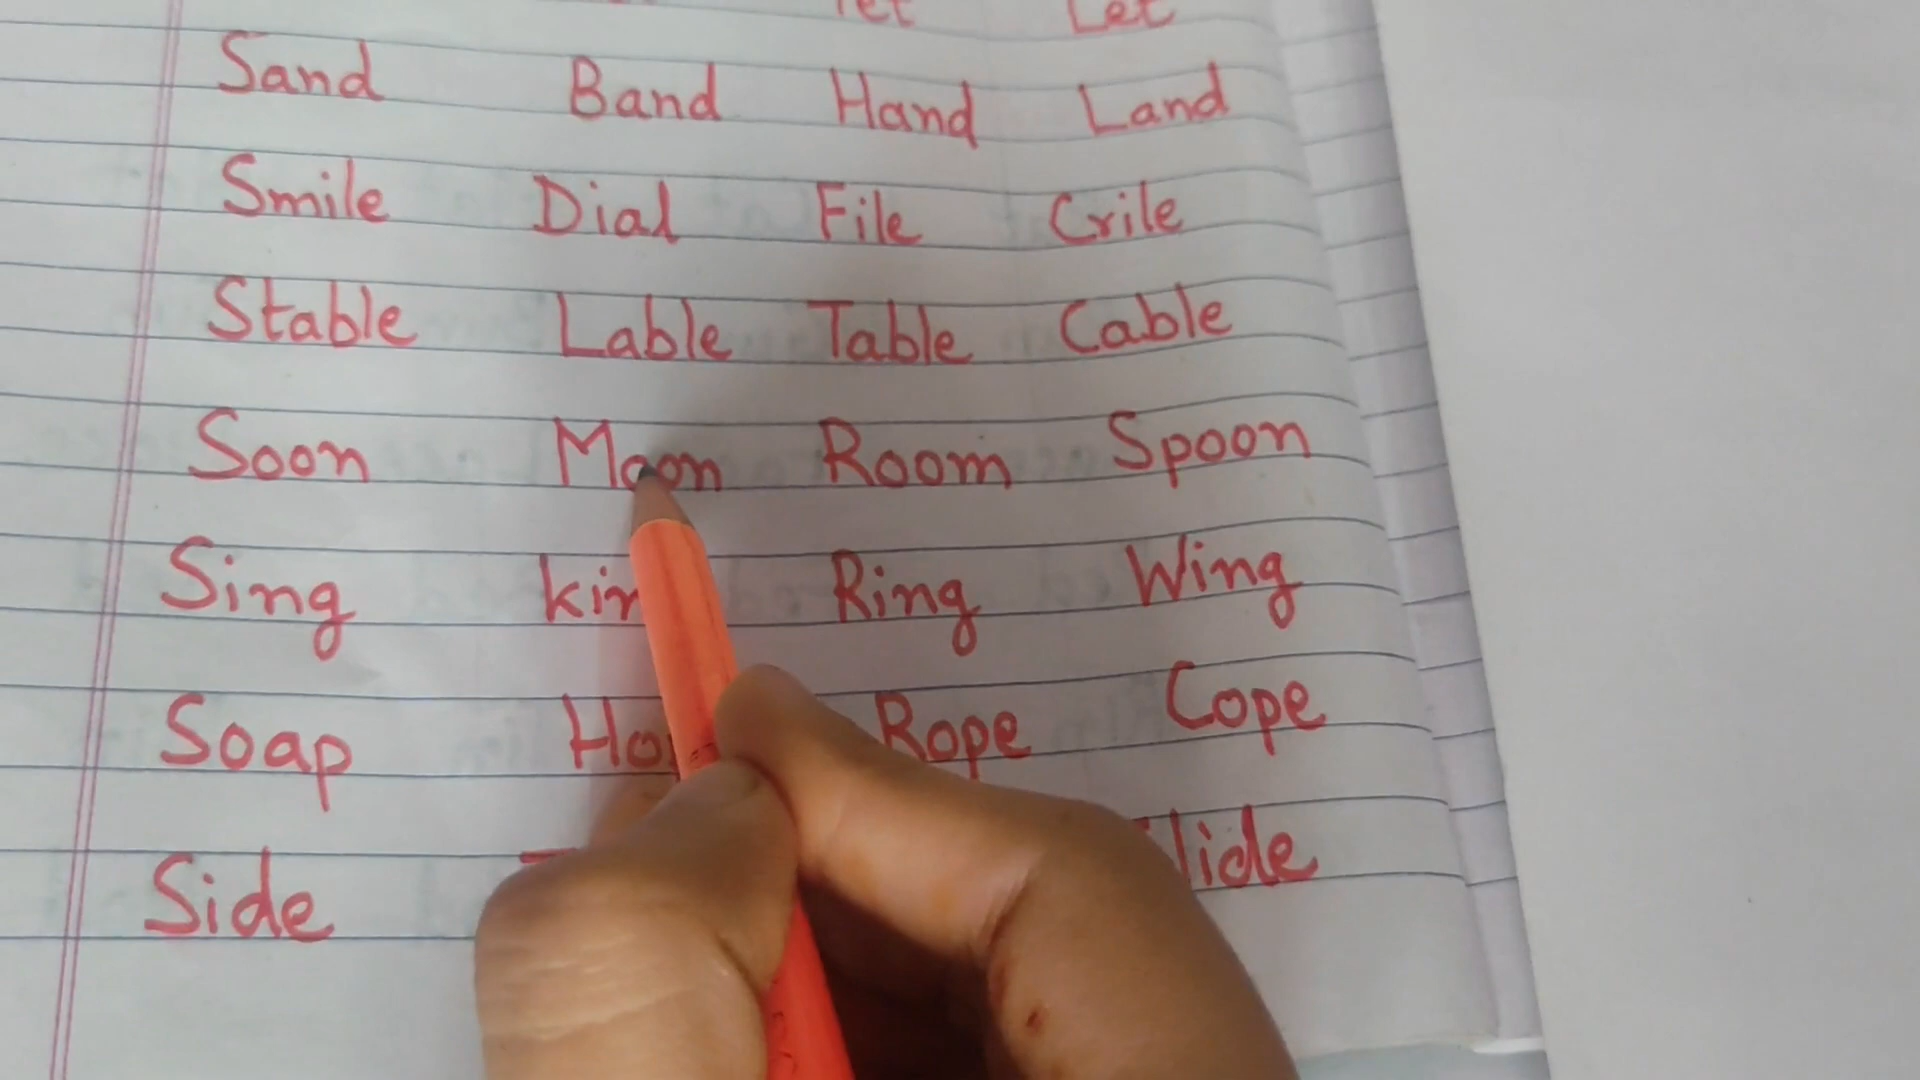 Let
Sand Band Hand Land
Smile Dial File Crile
Stable Lable Table Cable
Soon Moon Room Spoon
Sing Ring Wing
Soap Rope Cope
Side